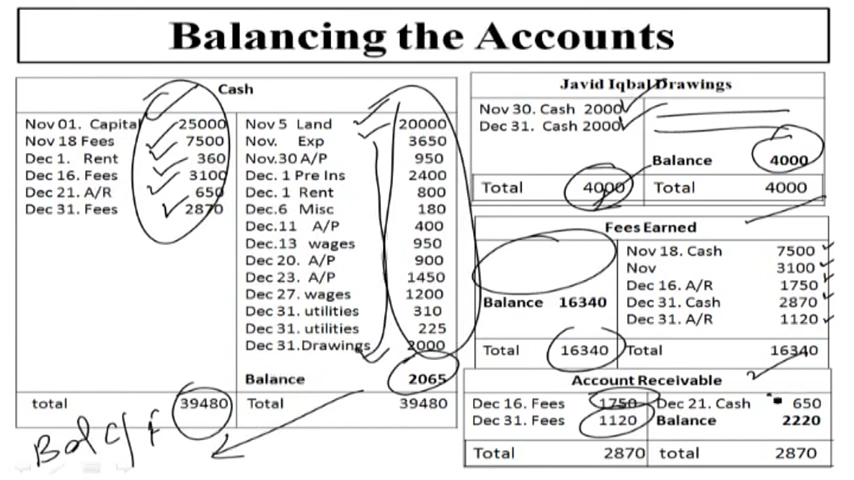 Balancing the Accounts
Cash
Nov 01. Capital 25000 Nov 5 Land 20000
Nov 18 Fees 7500 Nov. Exp 3650
Dec 1. Rent 360 Nov.30 A/P 950
Dec 16. Fees 3100 Dec. 1 Pre Ins 2400
Dec 21. A/R 650 Dec. 1 Rent 800
Dec 31. Fees 2870 Dec.6 Misc 180
Dec.11 A/P 400
Dec.13 wages 950
Dec 20. A/P 900
Dec 23. A/P 1450
Dec 27. wages 1200
Dec 31. utilities 310
Dec 31. utilities 225
Dec 31.Drawings 2000
Balance 2065
total 39480 Total 39480
Bal c/f
Javid Iqbal Drawings
Nov 30. Cash 2000
Dec 31. Cash 2000
Balance 4000
Total 4000 Total 4000
Fees Earned
Nov 18. Cash 7500
Nov 3100
Dec 16. A/R 1750
Balance 16340 Dec 31. Cash 2870
Dec 31. A/R 1120
Total 16340 Total 16340
Account Receivable
Dec 16. Fees 1750 Dec 21. Cash 650
Dec 31. Fees 1120 Balance 2220
Total 2870 total 2870